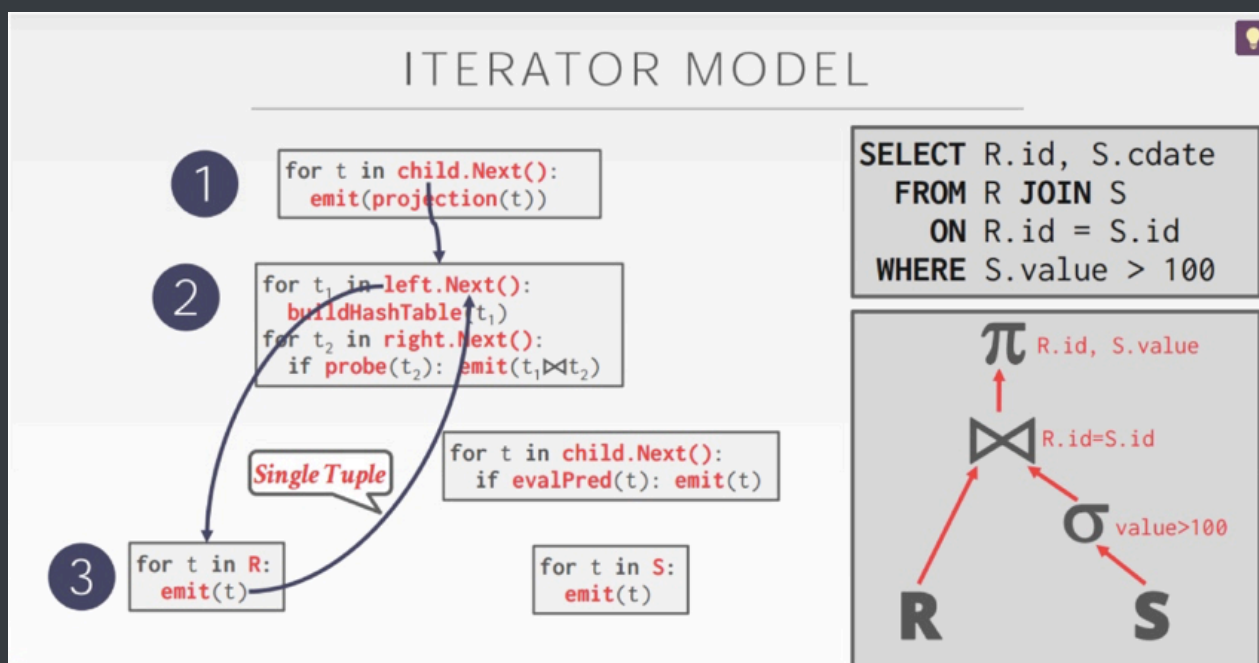 ITERATOR MODEL
1
for t in child.Next():
emit(projection(t))
2
for t₁ in left.Next():
buildHashTable(t₁)
for t₂ in right.Next():
if probe(t₂): emit(t₁⋈t₂)
for t in child.Next():
if evalPred(t): emit(t)
Single Tuple
3
for t in R:
emit(t)
for t in S:
emit(t)
SELECT R.id, S.cdate
FROM R JOIN S
ON R.id = S.id
WHERE S.value > 100
π R.id, S.value
⋈ R.id=S.id
σ value>100
R S